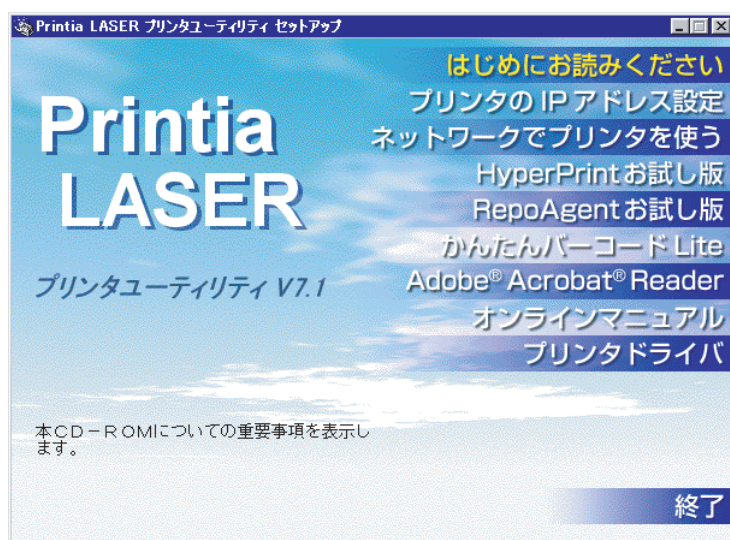 Printia LASER プリンタユーティリティ セットアップ
Printia
LASER
プリンタユーティリティ V7.1
はじめにお読みください
プリンタの IP アドレス設定
ネットワークでプリンタを使う
HyperPrintお試し版
RepoAgentお試し版
かんたんバーコード Lite
Adobe® Acrobat® Reader
オンラインマニュアル
プリンタドライバ
本CD－ROMについての重要事項を表示し
ます。
終了